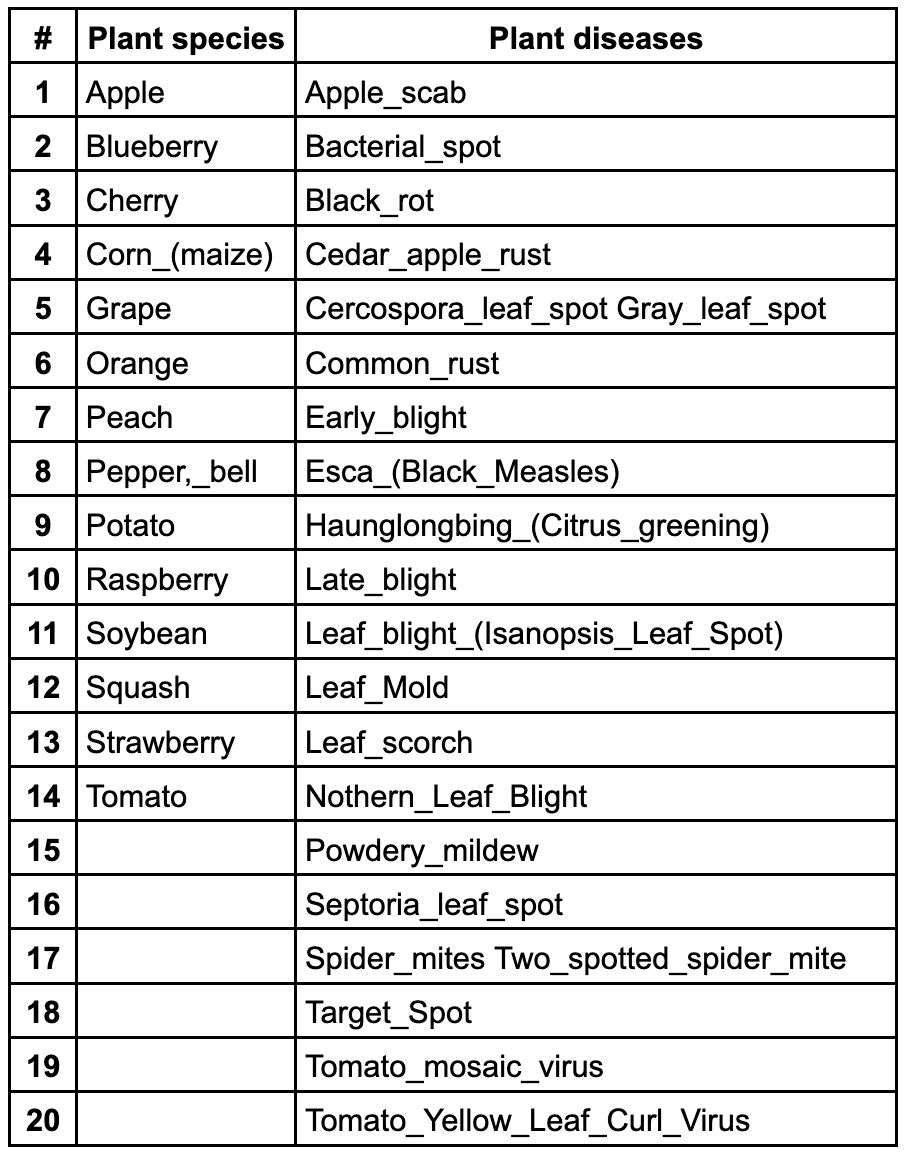 # Plant species Plant diseases
1 Apple Apple_scab
2 Blueberry Bacterial_spot
3 Cherry Black_rot
4 Corn_(maize) Cedar_apple_rust
5 Grape Cercospora_leaf_spot Gray_leaf_spot
6 Orange Common_rust
7 Peach Early_blight
8 Pepper,_bell Esca_(Black_Measles)
9 Potato Haunglongbing_(Citrus_greening)
10 Raspberry Late_blight
11 Soybean Leaf_blight_(Isanopsis_Leaf_Spot)
12 Squash Leaf_Mold
13 Strawberry Leaf_scorch
14 Tomato Nothern_Leaf_Blight
15 Powdery_mildew
16 Septoria_leaf_spot
17 Spider_mites Two_spotted_spider_mite
18 Target_Spot
19 Tomato_mosaic_virus
20 Tomato_Yellow_Leaf_Curl_Virus